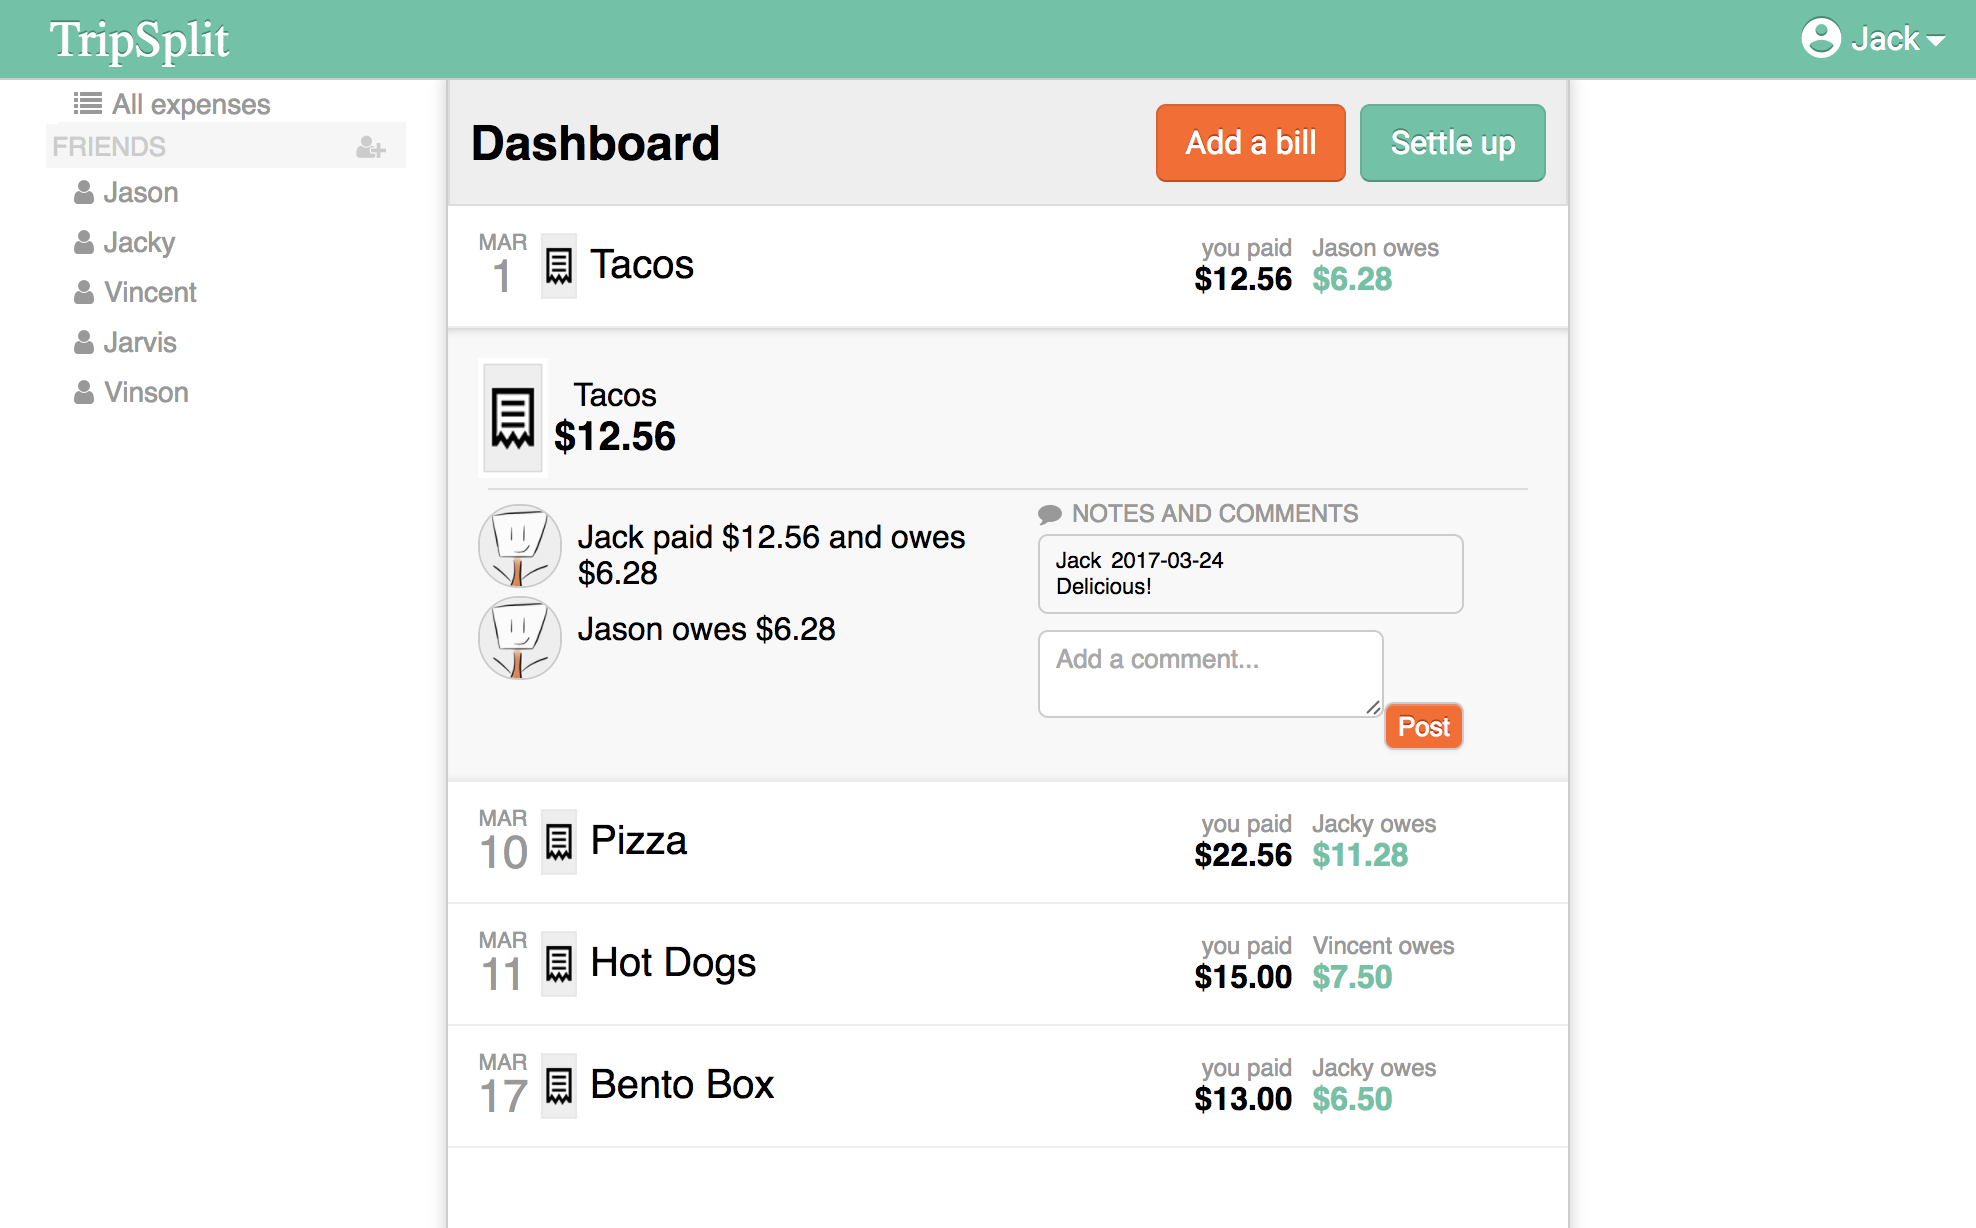 TripSplit
Jack
All expenses
FRIENDS
Jason
Jacky
Vincent
Jarvis
Vinson
Dashboard
Add a bill
Settle up
MAR
1
Tacos
you paid
$12.56
Jason owes
$6.28
Tacos
$12.56
Jack paid $12.56 and owes
$6.28
Jason owes $6.28
NOTES AND COMMENTS
Jack 2017-03-24
Delicious!
Add a comment...
Post
MAR
10
Pizza
you paid
$22.56
Jacky owes
$11.28
MAR
11
Hot Dogs
you paid
$15.00
Vincent owes
$7.50
MAR
17
Bento Box
you paid
$13.00
Jacky owes
$6.50